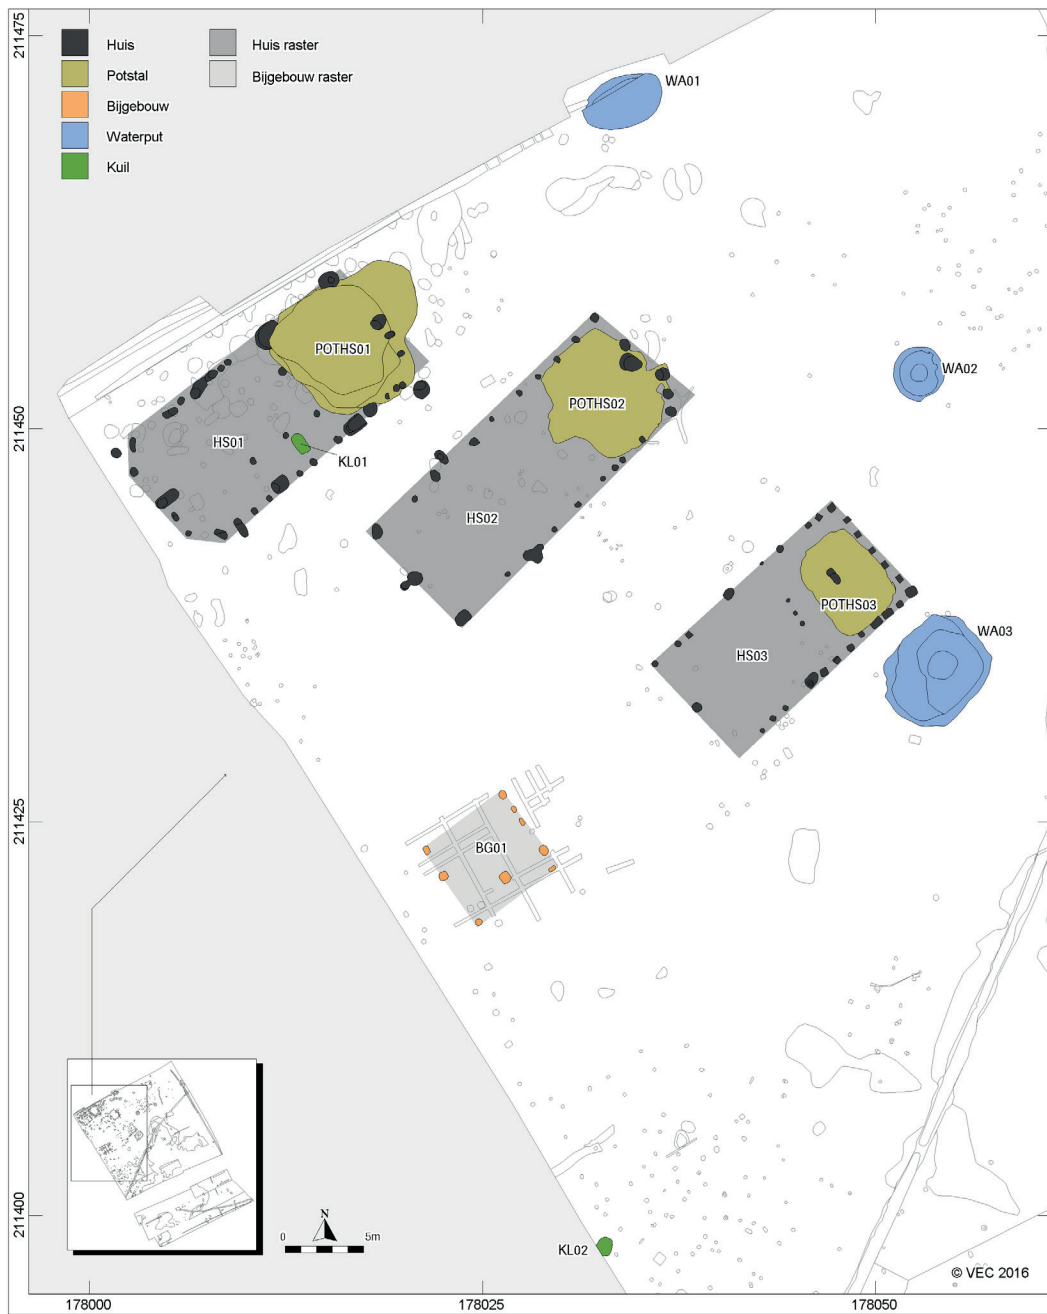 211475
Huis
Huis raster
Potstal
Bijgebouw raster
Bijgebouw
Waterput
Kuil
WA01
POTHS01
WA02
POTHS02
211450
HS01
KL01
HS02
POTHS03
WA03
HS03
211425
BG01
211400
N
0 5m
KL02
© VEC 2016
178000
178025
178050